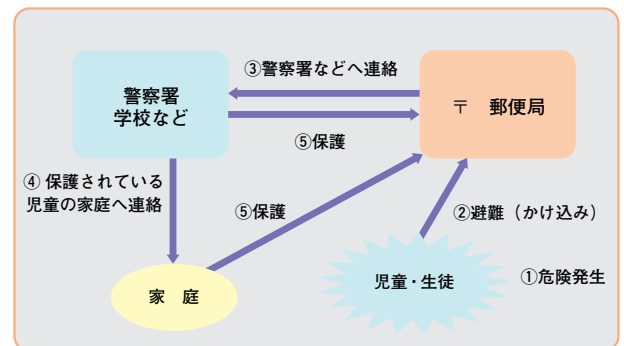 ③警察署などへ連絡
警察署
学校など
〒 郵便局
⑤保護
④ 保護されている
児童の家庭へ連絡
⑤保護
②避難（かけ込み）
家 庭
児童・生徒
①危険発生